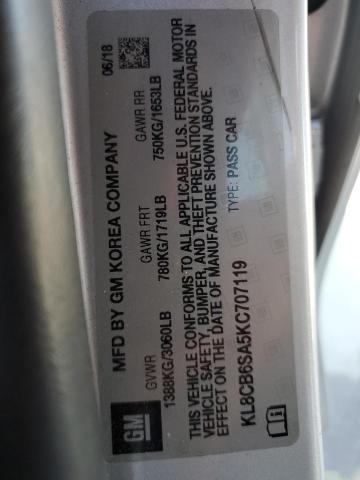 GM
MFD BY GM KOREA COMPANY 06/18
GVWR GAWR FRT GAWR RR
1388KG/3060LB 780KG/1719LB 750KG/1653LB
THIS VEHICLE CONFORMS TO ALL APPLICABLE U.S. FEDERAL MOTOR
VEHICLE SAFETY, BUMPER, AND THEFT PREVENTION STANDARDS IN
EFFECT ON THE DATE OF MANUFACTURE SHOWN ABOVE.
KL8CB6SA5KC707119 TYPE: PASS CAR